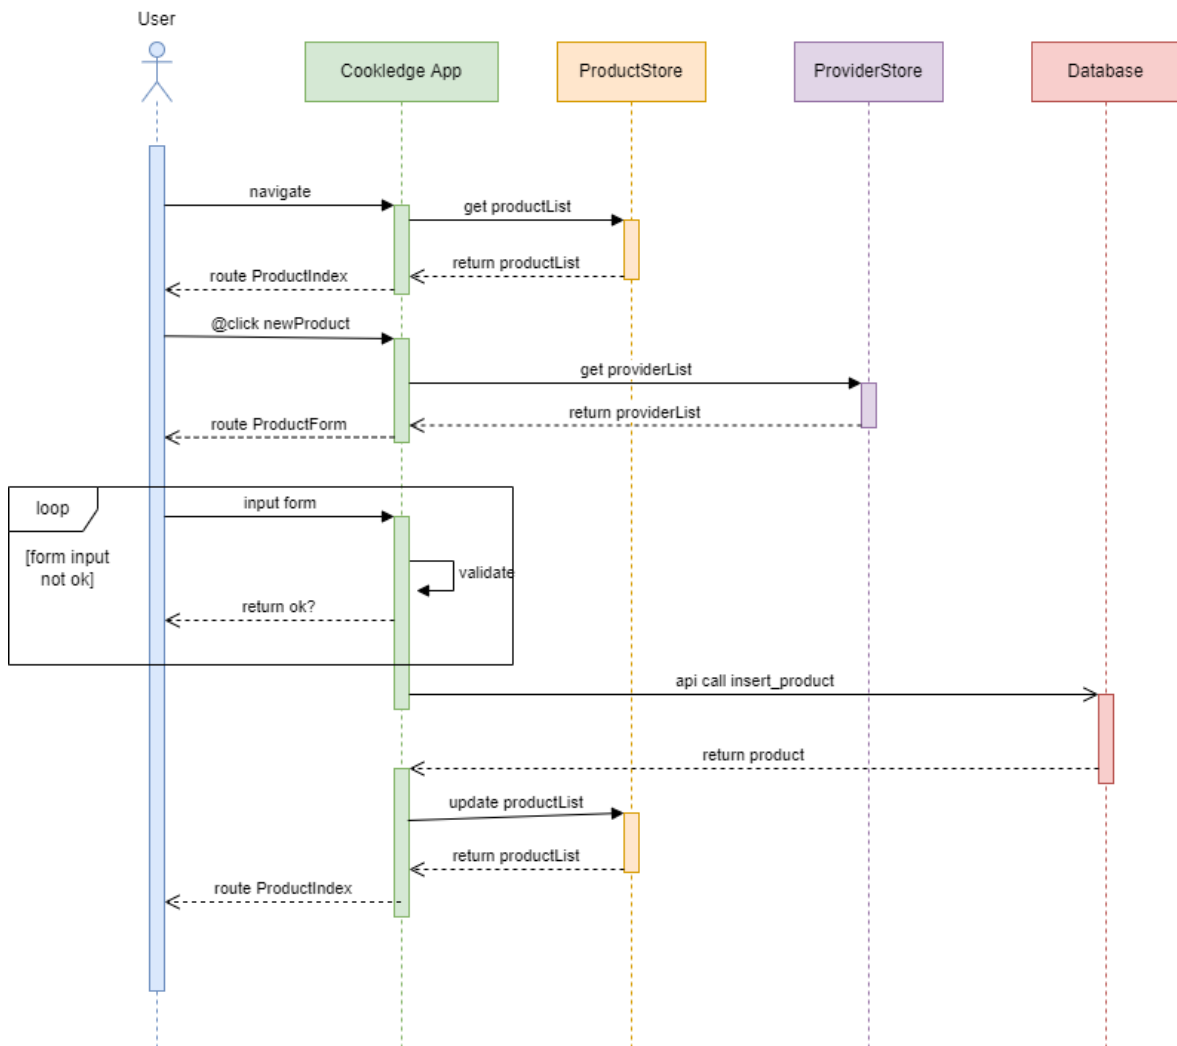 User
Cookledge App
ProductStore
ProviderStore
Database
navigate
get productList
return productList
route ProductIndex
@click newProduct
get providerList
return providerList
route ProductForm
loop
input form
[form input
not ok]
validate
return ok?
api call insert_product
return product
update productList
return productList
route ProductIndex